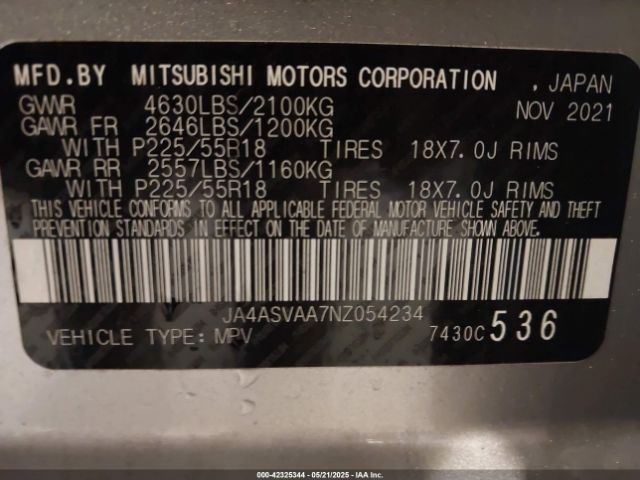 MFD.BY MITSUBISHI MOTORS CORPORATION , JAPAN
GVWR 4630LBS/2100KG NOV 2021
GAWR FR 2646LBS/1200KG
WITH P225/55R18 TIRES 18X7.0J RIMS
GAWR RR 2557LBS/1160KG
WITH P225/55R18 TIRES 18X7.0J RIMS
THIS VEHICLE CONFORMS TO ALL APPLICABLE FEDERAL MOTOR VEHICLE SAFETY AND THEFT
PREVENTION STANDARDS IN EFFECT ON THE DATE OF MANUFACTURE SHOWN ABOVE.
JA4ASVAA7NZ054234
VEHICLE TYPE: MPV 7430C 536
000-42325344 - 05/21/2025 - IAA Inc.